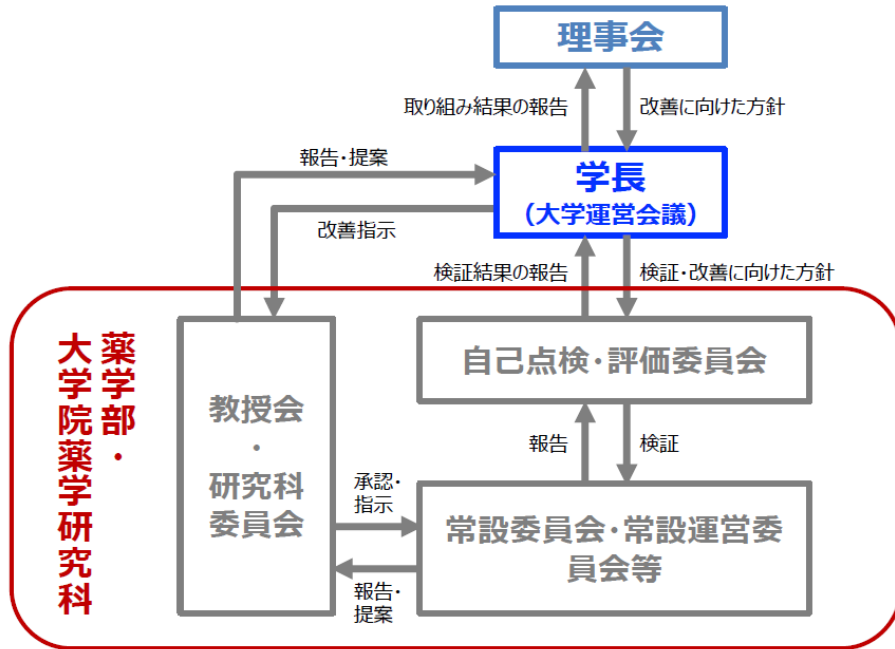 理事会
取り組み結果の報告
改善に向けた方針
報告・提案
学長
（大学運営会議）
改善指示
検証結果の報告
検証・改善に向けた方針
薬学部・
大学院薬学研究科
教授会
・
研究科
委員会
自己点検・評価委員会
報告
検証
承認・
指示
常設委員会・常設運営委
員会等
報告・
提案